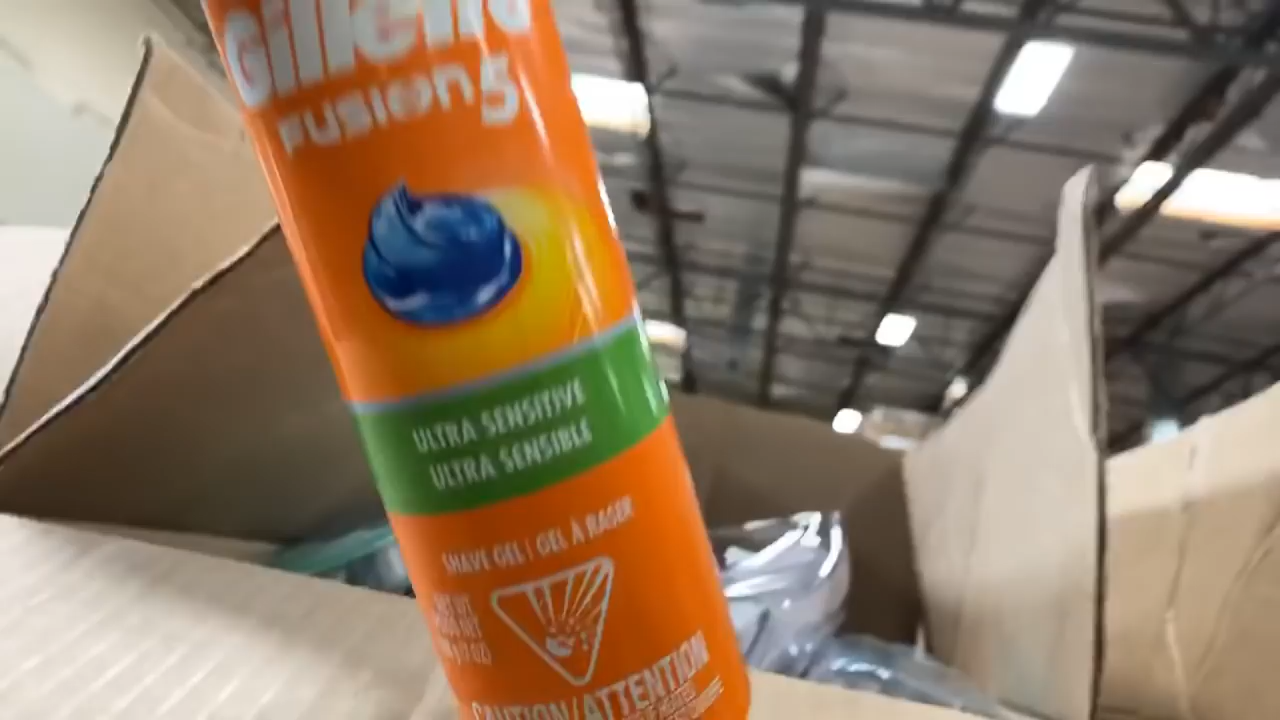 Gillette
FUSION5
ULTRA SENSITIVE
ULTRA SENSIBLE
SHAVE GEL | GEL À RASER
CAUTION/ATTENTION